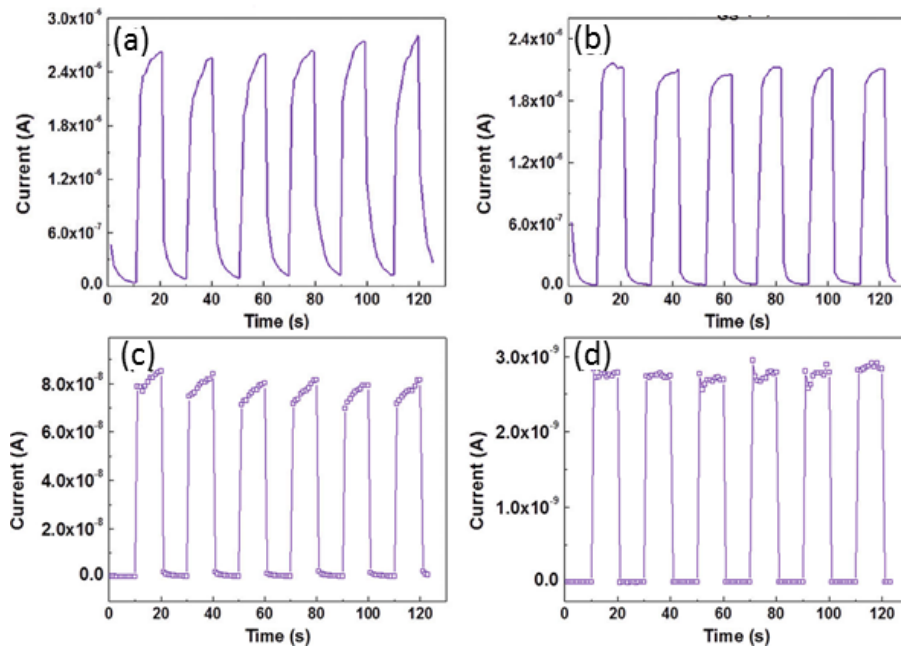 (a)
3.0x10⁻⁶
2.4x10⁻⁶
1.8x10⁻⁶
1.2x10⁻⁶
6.0x10⁻⁷
0.0
Current (A)
0 20 40 60 80 100 120
Time (s)
(b)
2.4x10⁻⁶
1.8x10⁻⁶
1.2x10⁻⁶
6.0x10⁻⁷
0.0
Current (A)
0 20 40 60 80 100 120
Time (s)
(c)
8.0x10⁻⁸
6.0x10⁻⁸
4.0x10⁻⁸
2.0x10⁻⁸
0.0
Current (A)
0 20 40 60 80 100 120
Time (s)
(d)
3.0x10⁻⁹
2.0x10⁻⁹
1.0x10⁻⁹
0.0
Current (A)
0 20 40 60 80 100 120
Time (s)